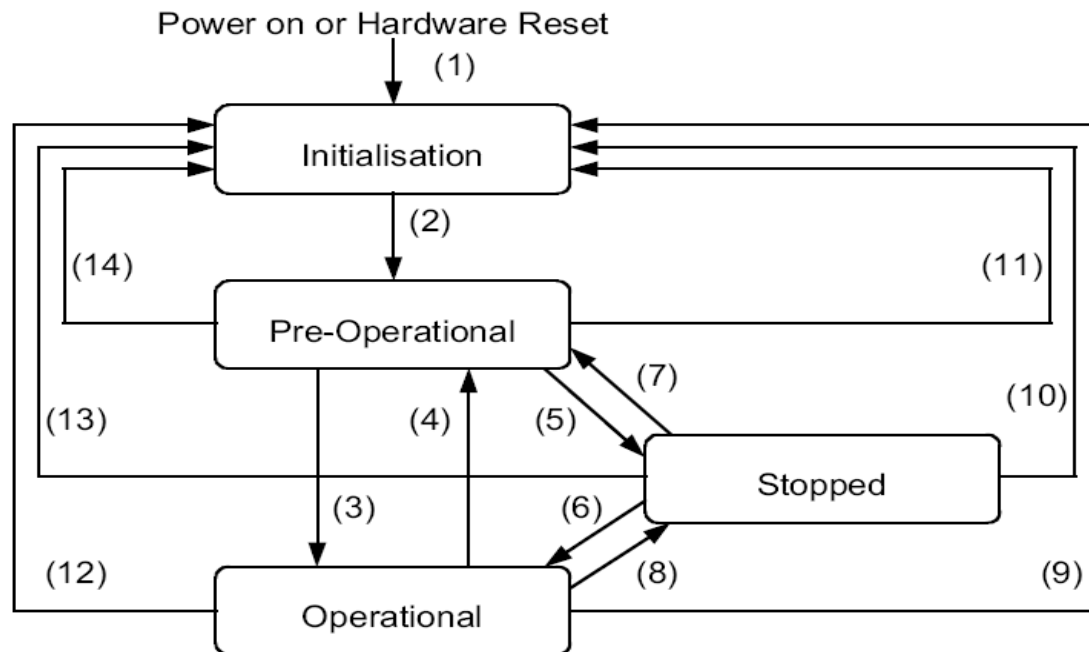 Power on or Hardware Reset
(1)
Initialisation
(2)
(14)
(11)
Pre-Operational
(7)
(10)
(13)
(4)
(5)
Stopped
(3)
(6)
(12)
(8)
(9)
Operational